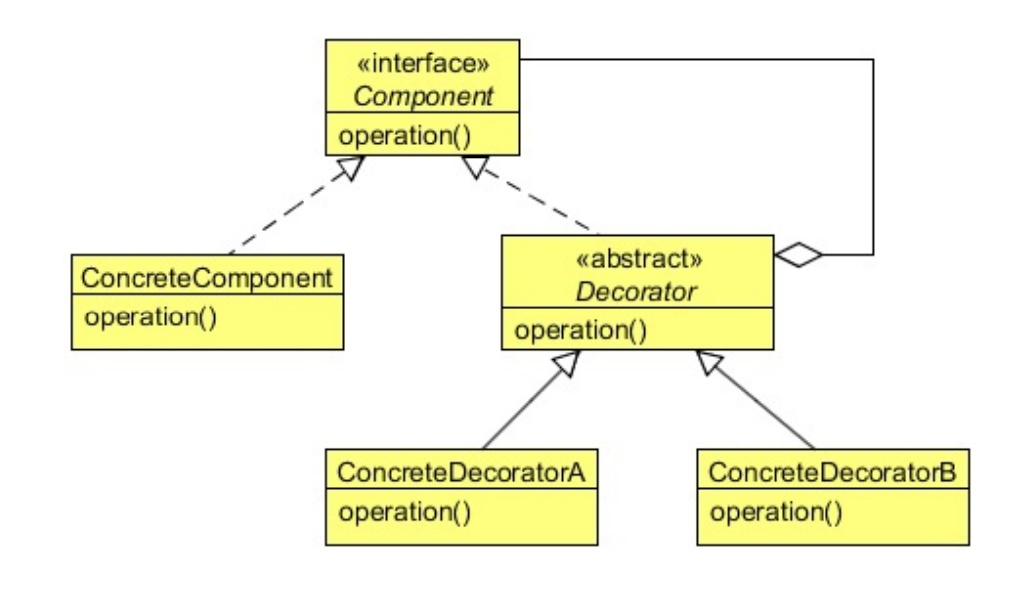 «interface»
Component
operation()
ConcreteComponent
operation()
«abstract»
Decorator
operation()
ConcreteDecoratorA
operation()
ConcreteDecoratorB
operation()